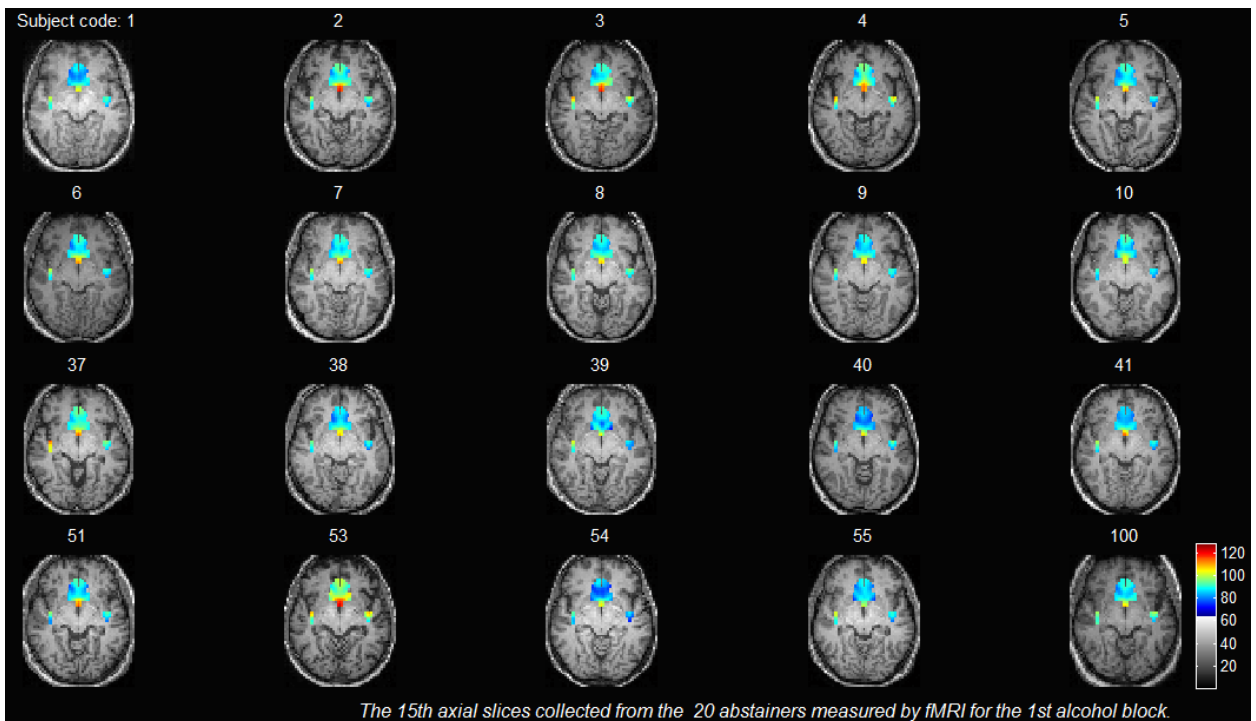 Subject code: 1 2 3 4 5
6 7 8 9 10
37 38 39 40 41
51 53 54 55 100
120
100
80
60
40
20
The 15th axial slices collected from the 20 abstainers measured by fMRI for the 1st alcohol block.